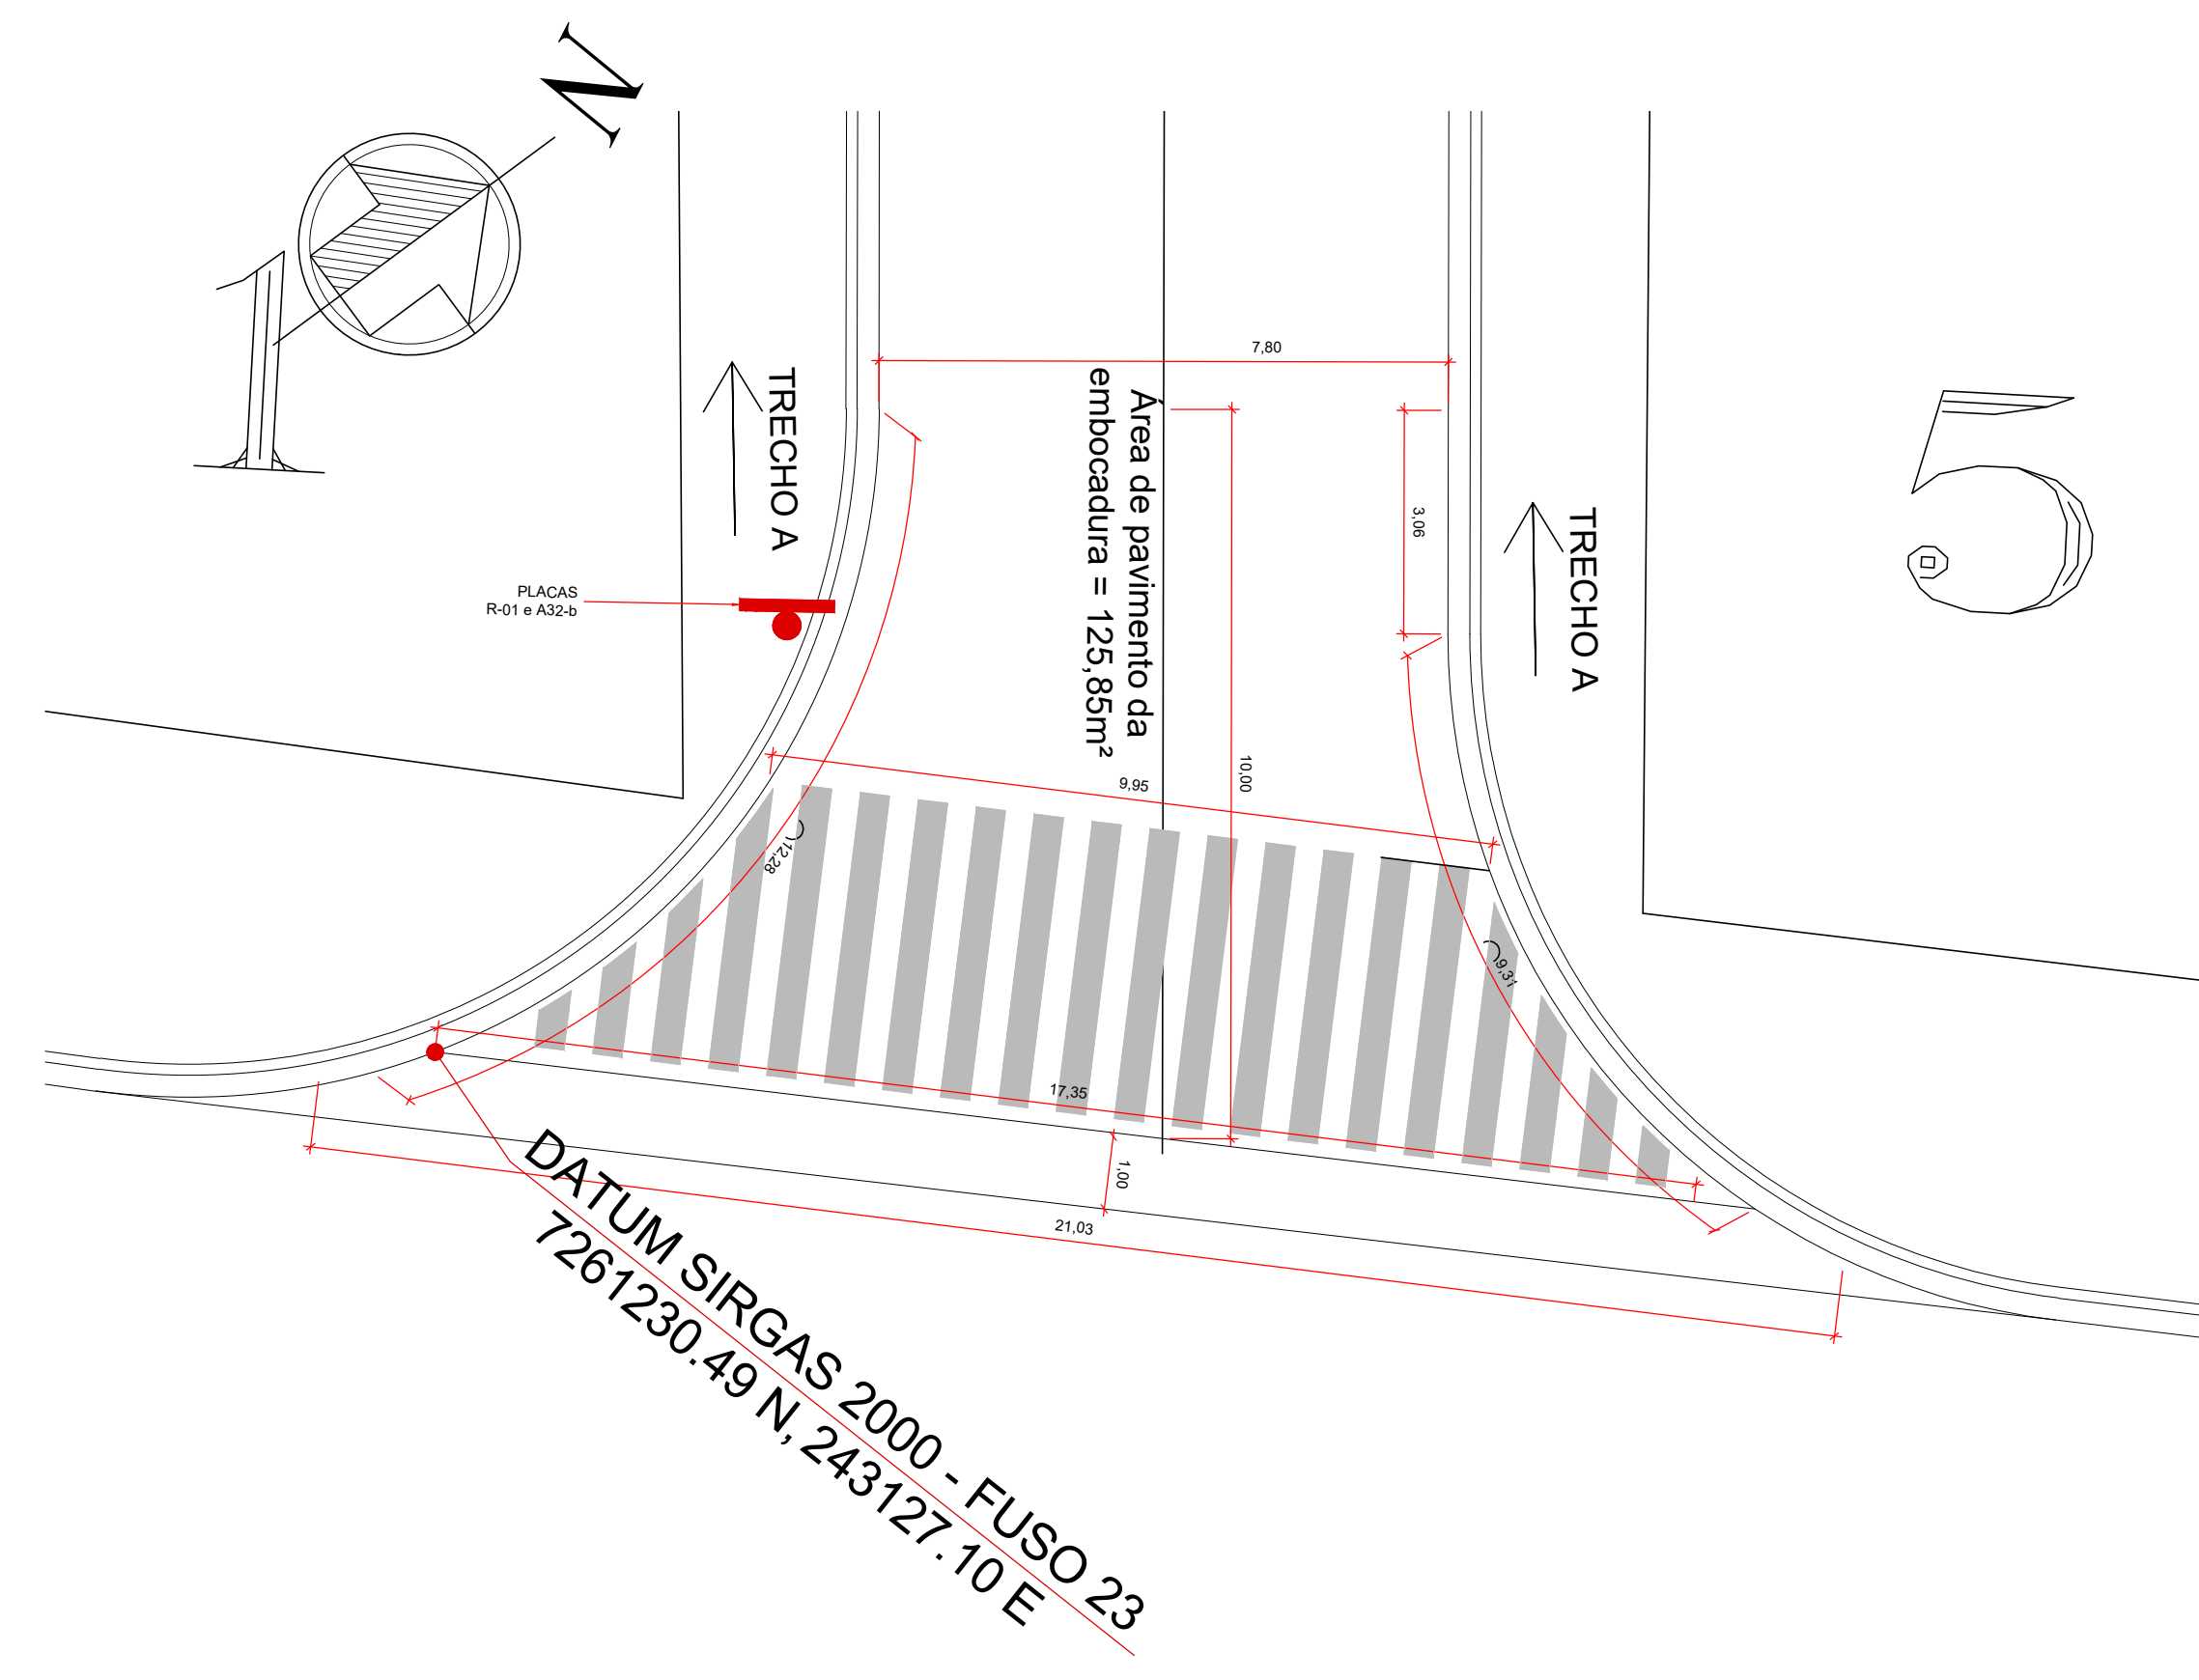 N
1
5
7,80
TRECHO A
TRECHO A
Área de pavimento da
embocadura = 125,85m²
3,06
PLACAS
R-01 e A32-b
10,00
9,95
12,28
9,31
17,35
1,00
21,03
DATUM SIRGAS 2000 - FUSO 23
7261230.49 N, 243127.10 E